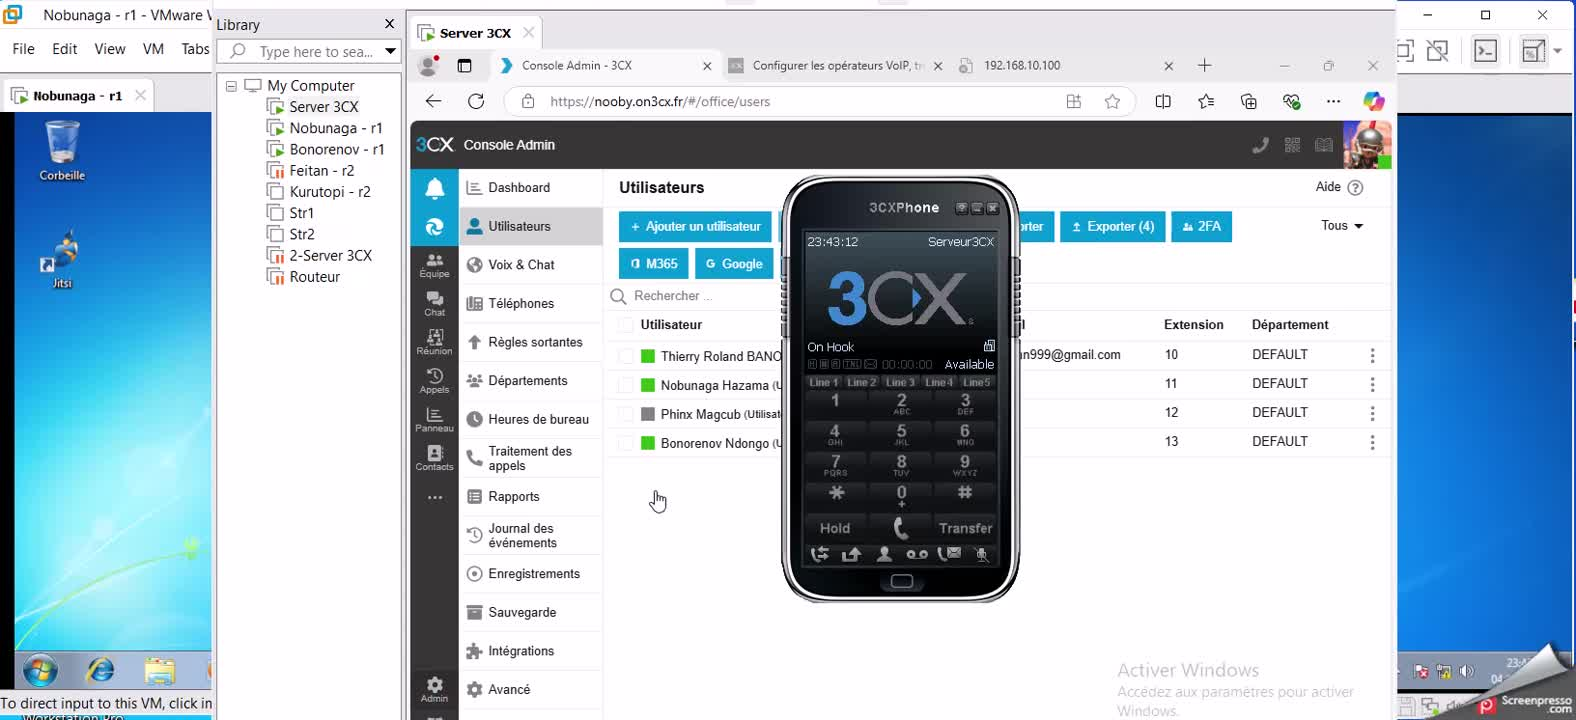 Nobunaga - r1 - VMware
File Edit View VM Tabs
Nobunaga - r1
Corbeille
Jitsi
To direct input to this VM, click in
Library
Type here to sea...
My Computer
Server 3CX
Nobunaga - r1
Bonorenov - r1
Feitan - r2
Kurutopi - r2
Str1
Str2
2-Server 3CX
Routeur
Server 3CX
Console Admin - 3CX
Configurer les opérateurs VoIP, tr
192.168.10.100
https://nooby.on3cx.fr/#/office/users
3CX Console Admin
Équipe
Chat
Réunion
Appels
Panneau
Contacts
Admin
Dashboard
Utilisateurs
Voix & Chat
Téléphones
Règles sortantes
Départements
Heures de bureau
Traitement des
appels
Rapports
Journal des
événements
Enregistrements
Sauvegarde
Intégrations
Avancé
Utilisateurs
Aide
+ Ajouter un utilisateur
orter
Exporter (4)
2FA
Tous
M365
G Google
Rechercher ...
Utilisateur
Extension
Département
Thierry Roland BANO
n999@gmail.com
10
DEFAULT
Nobunaga Hazama (U
11
DEFAULT
Phinx Magcub (Utilisat
12
DEFAULT
Bonorenov Ndongo (U
13
DEFAULT
3CXPhone
23:43:12
Serveur3CX
3CX
On Hook
00:00:00
Available
Line 1 Line 2 Line 3 Line 4 Line 5
1 2 3
ABC DEF
4 5 6
GHI JKL MNO
7 8 9
PQRS TUV WXYZ
* 0 #
+
Hold
Transfer
Activer Windows
Accédez aux paramètres pour activer
Windows.
Screenpresso
.com